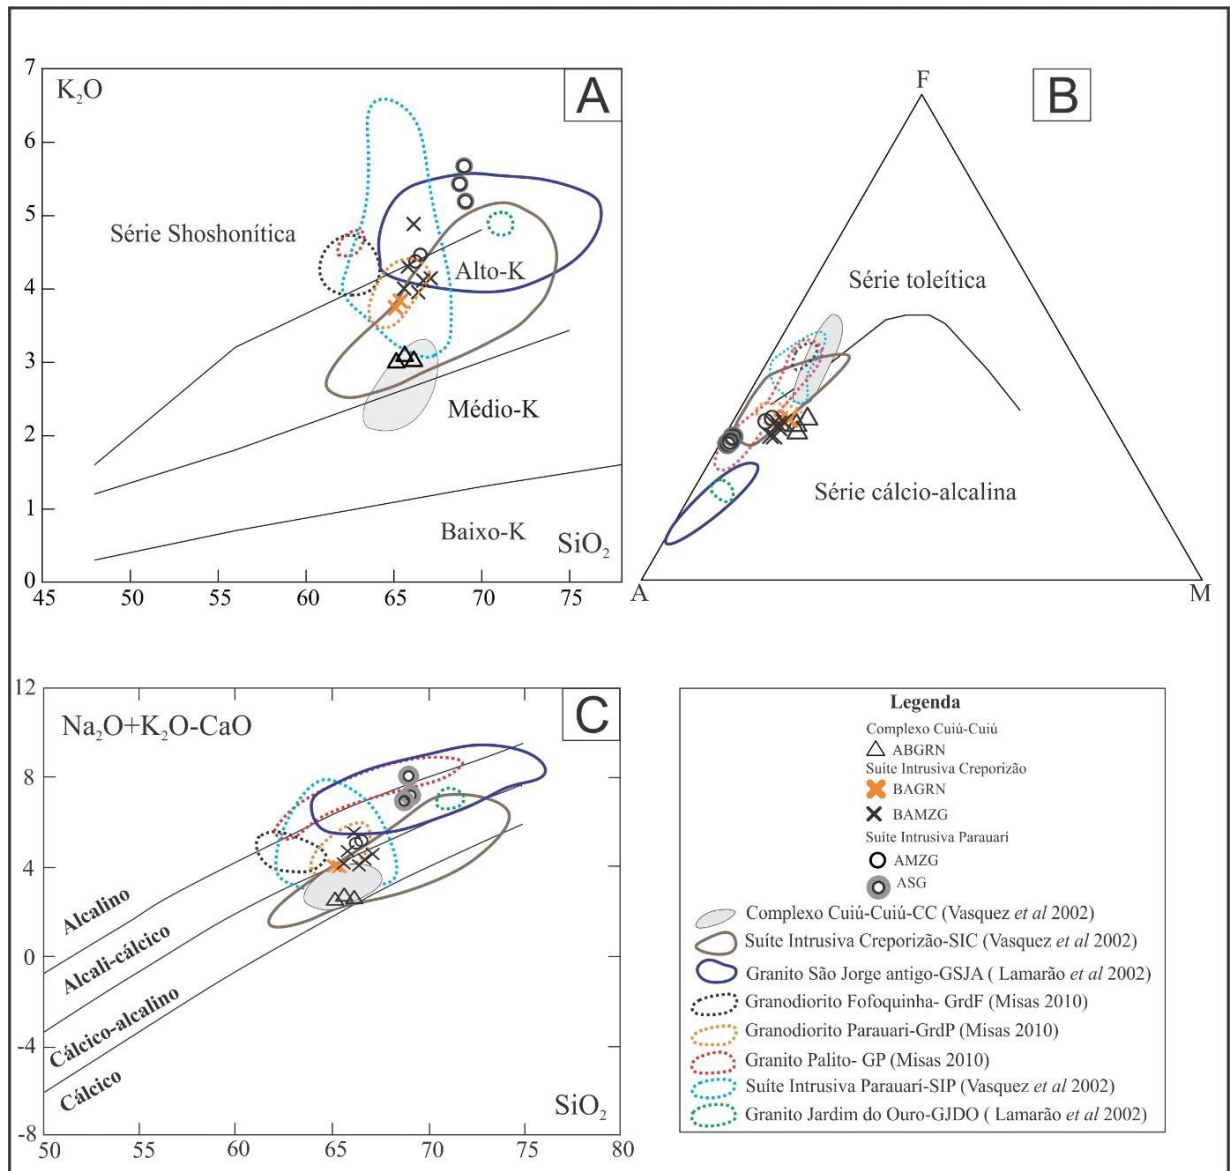 A
K₂O
7
6
5
4
3
2
1
0
Série Shoshonítica
Alto-K
Médio-K
Baixo-K
SiO₂
45
50
55
60
65
70
75
B
F
Série toleítica
Série cálcio-alcalina
A
M
C
Na₂O+K₂O-CaO
12
8
4
0
-4
-8
Alcalino
Alcali-cálcico
Cálcico-alcalino
Cálcico
SiO₂
50
55
60
65
70
75
80
Legenda
Complexo Cuiú-Cuiú
ABGRN
Suíte Intrusiva Creporizão
BAGRN
BAMZG
Suíte Intrusiva Parauarí
AMZG
ASG
Complexo Cuiú-Cuiú-CC (Vasquez et al 2002)
Suíte Intrusiva Creporizão-SIC (Vasquez et al 2002)
Granito São Jorge antigo-GSJA ( Lamarão et al 2002)
Granodiorito Fofoquinha- GrdF (Misas 2010)
Granodiorito Parauari-GrdP (Misas 2010)
Granito Palito- GP (Misas 2010)
Suíte Intrusiva Parauarí-SIP (Vasquez et al 2002)
Granito Jardim do Ouro-GJDO ( Lamarão et al 2002)